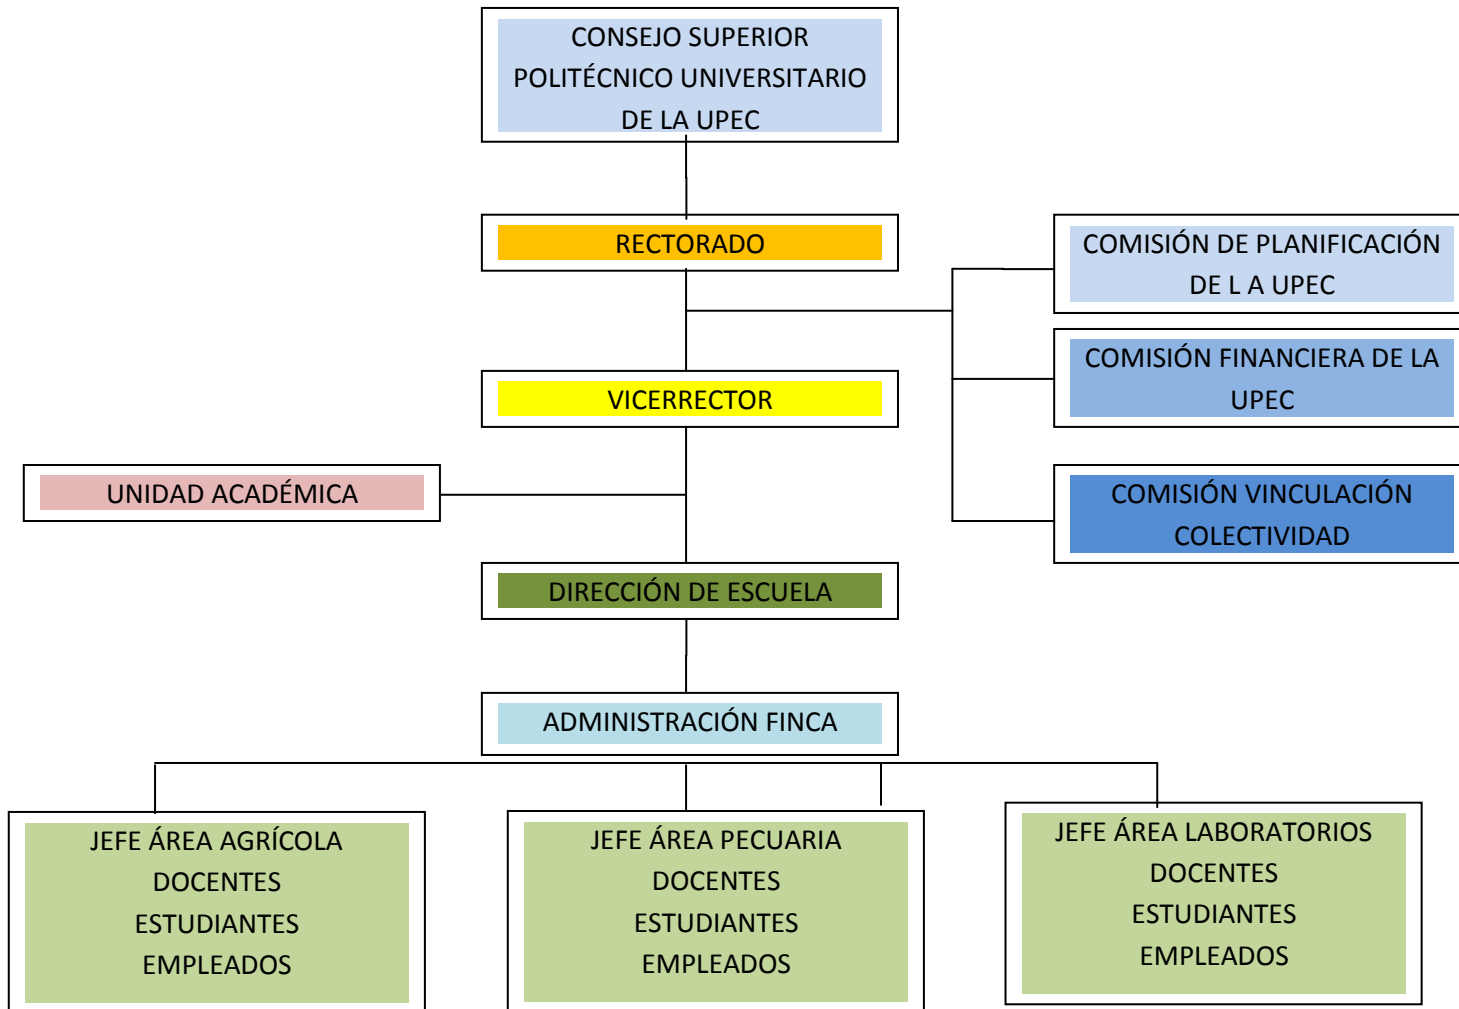 CONSEJO SUPERIOR
POLITÉCNICO UNIVERSITARIO
DE LA UPEC
RECTORADO
COMISIÓN DE PLANIFICACIÓN
DE L A UPEC
COMISIÓN FINANCIERA DE LA
UPEC
VICERRECTOR
UNIDAD ACADÉMICA
COMISIÓN VINCULACIÓN
COLECTIVIDAD
DIRECCIÓN DE ESCUELA
ADMINISTRACIÓN FINCA
JEFE ÁREA AGRÍCOLA
DOCENTES
ESTUDIANTES
EMPLEADOS
JEFE ÁREA PECUARIA
DOCENTES
ESTUDIANTES
EMPLEADOS
JEFE ÁREA LABORATORIOS
DOCENTES
ESTUDIANTES
EMPLEADOS